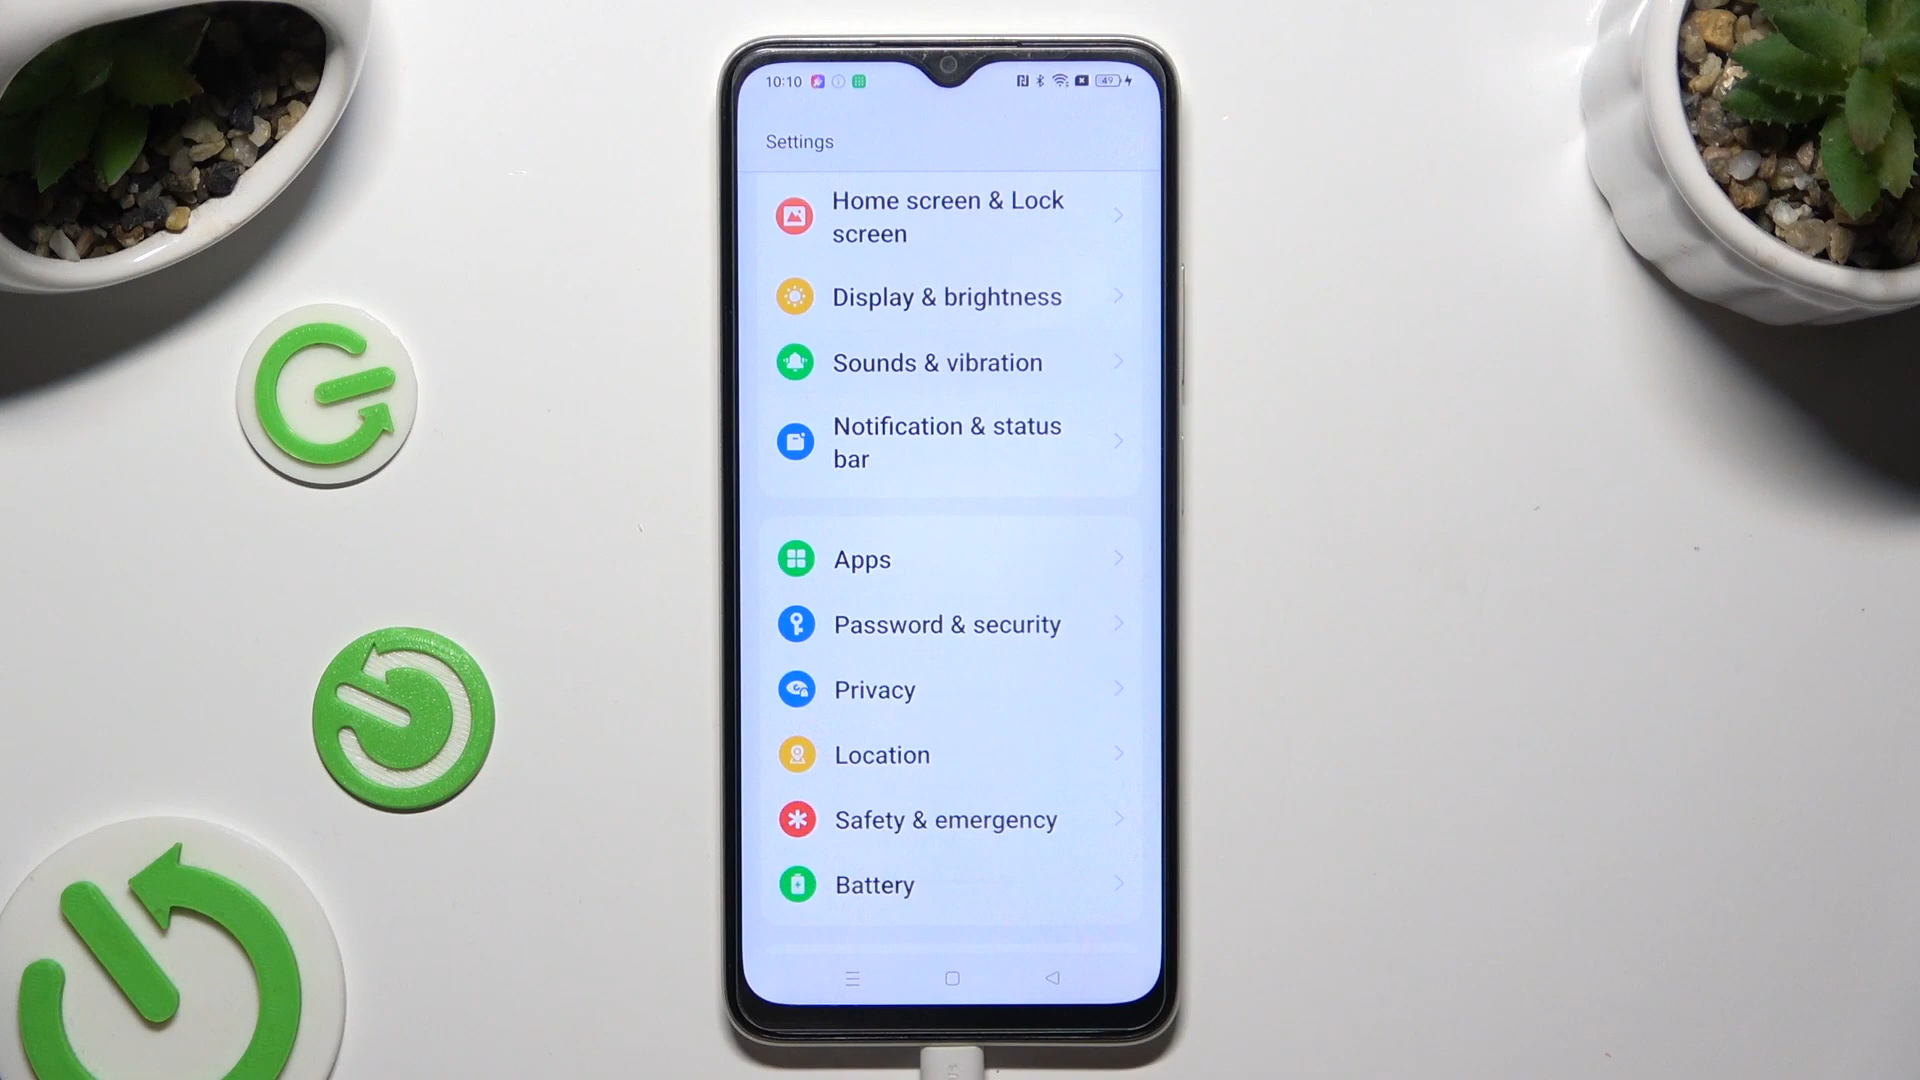 10:10
49
Settings
Home screen & Lock
screen
Display & brightness
Sounds & vibration
Notification & status
bar
Apps
Password & security
Privacy
Location
Safety & emergency
Battery